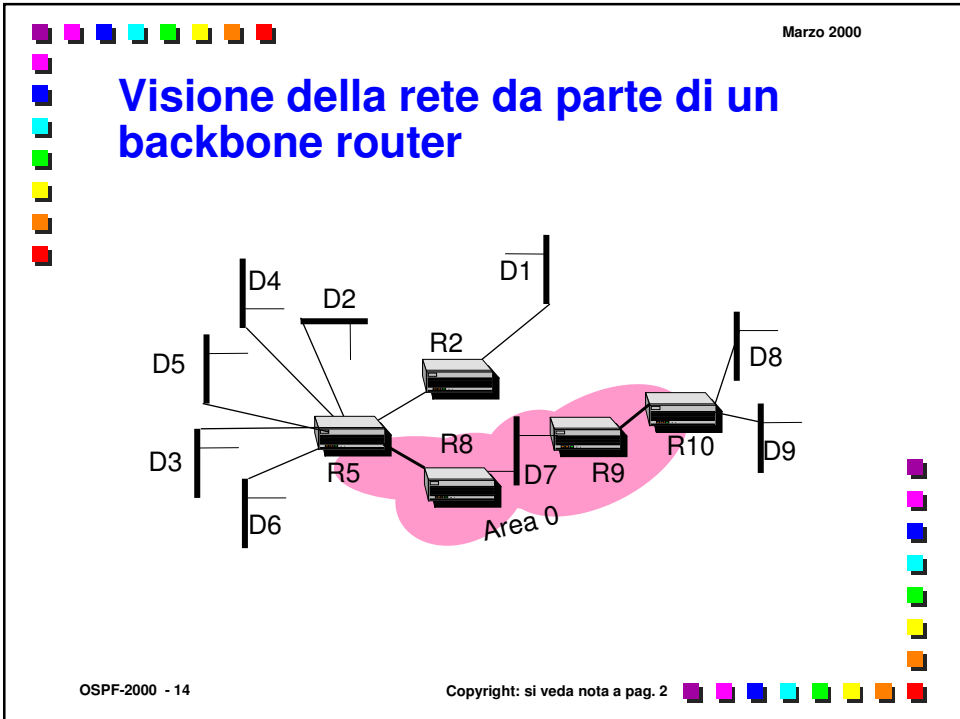 Marzo 2000
Visione della rete da parte di un
backbone router
D1
D4
D2
R2
D5
D8
R8
R10
D9
D3
R5
D7
R9
D6
Area 0
OSPF-2000 - 14
Copyright: si veda nota a pag. 2